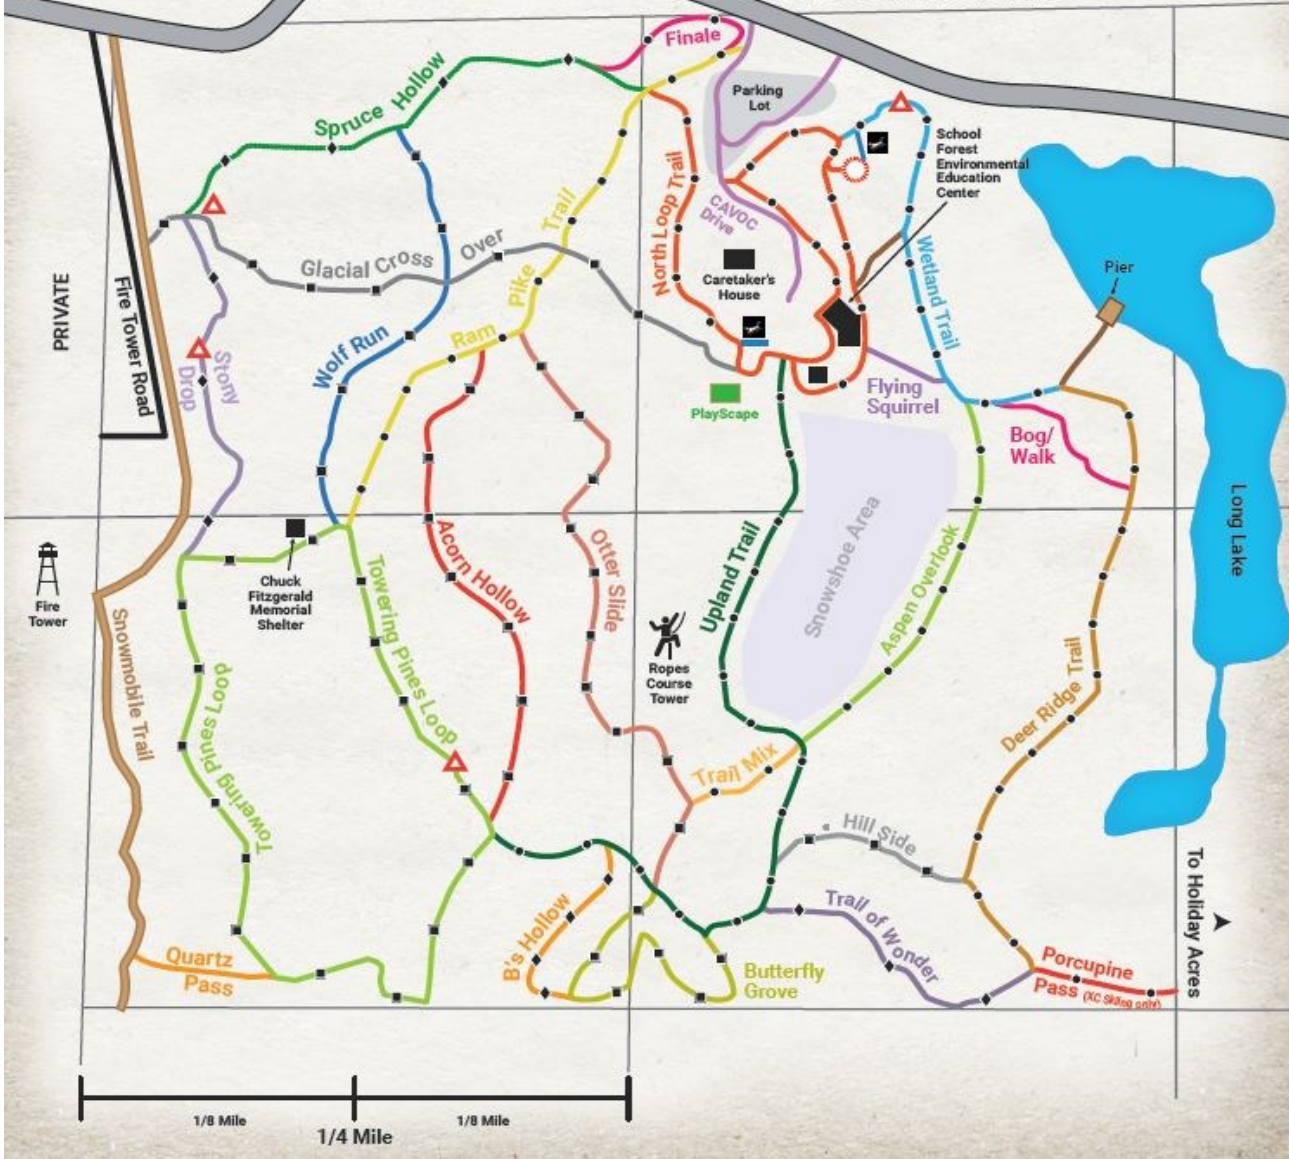 Finale
Spruce Hollow
Parking
Lot
School
Forest
Environmental
Education
Center
North Loop Trail
CAVOC
Drive
Trail
Pike
Ram
Glacial Cross Over
Caretaker's
House
Wetland Trail
Pier
PRIVATE
Fire Tower Road
Stony
Drop
Wolf Run
PlayScape
Flying
Squirrel
Bog/
Walk
Long Lake
Snowshoe Area
Fire
Tower
Chuck
Fitzgerald
Memorial
Shelter
Towering Pines Loop
Acorn Hollow
Otter Slide
Ropes
Course
Tower
Upland Trail
Aspen Overlook
Deer Ridge Trail
Snowmobile Trail
Towering Pines Loop
Trail Mix
Hill Side
Trail of Wonder
To Holiday Acres
Quartz
Pass
B's Hollow
Butterfly
Grove
Porcupine
Pass (XC Skiing only)
1/8 Mile
1/8 Mile
1/4 Mile